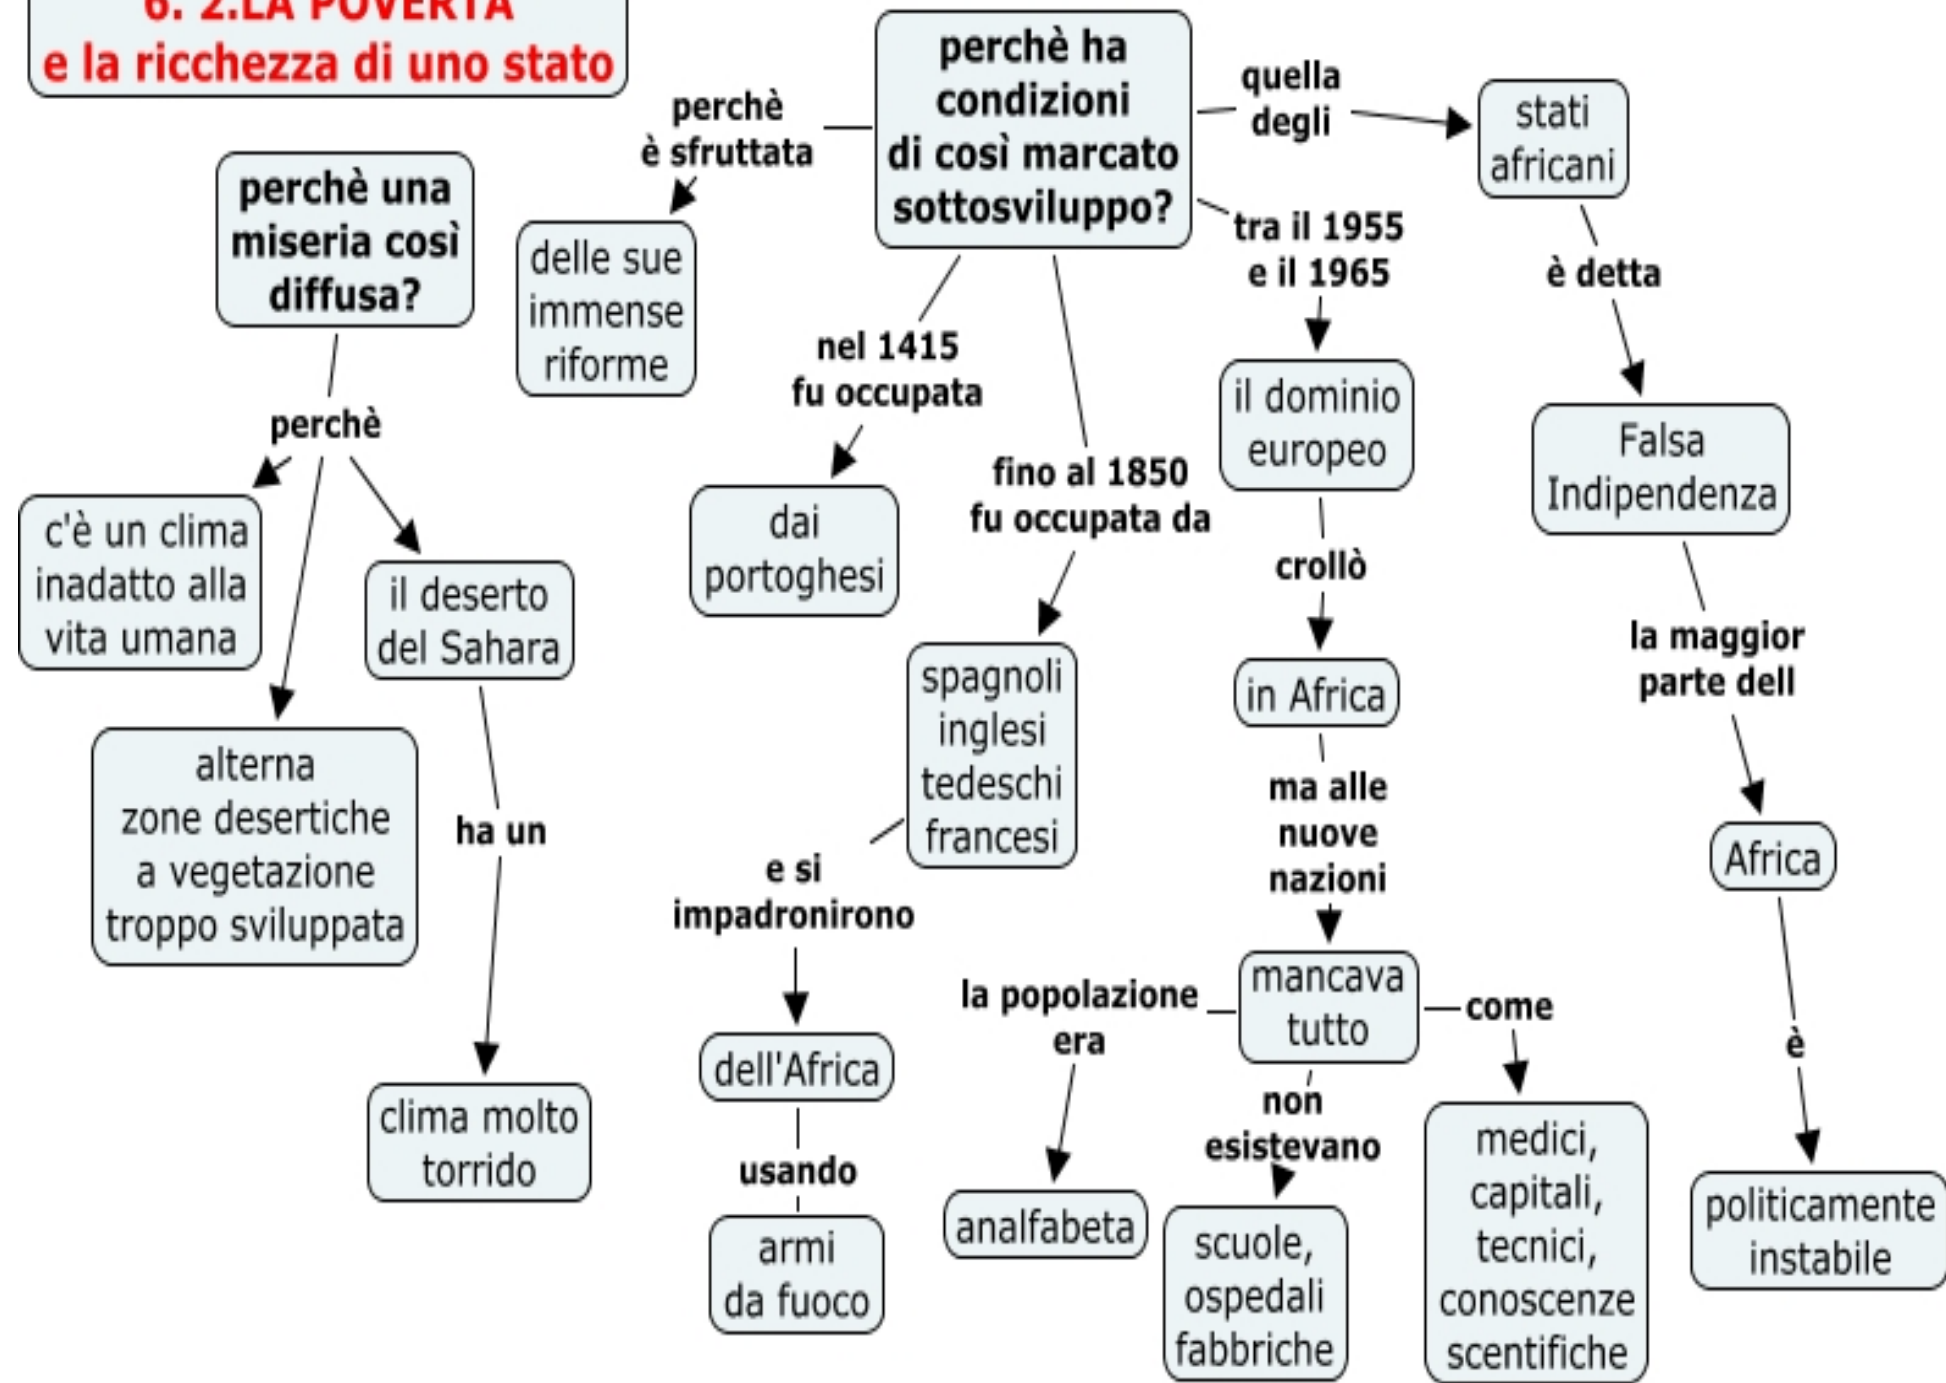 6. 2.LA POVERTÀ
e la ricchezza di uno stato
perchè una
miseria così
diffusa?
perchè
c'è un clima
inadatto alla
vita umana
alterna
zone desertiche
a vegetazione
troppo sviluppata
il deserto
del Sahara
ha un
clima molto
torrido
perchè ha
condizioni
di così marcato
sottosviluppo?
perchè
è sfruttata
delle sue
immense
riforme
nel 1415
fu occupata
dai
portoghesi
fino al 1850
fu occupata da
spagnoli
inglesi
tedeschi
francesi
e si
impadronirono
dell'Africa
usando
armi
da fuoco
tra il 1955
e il 1965
il dominio
europeo
crollò
in Africa
ma alle
nuove
nazioni
mancava
tutto
la popolazione
era
analfabeta
non
esistevano
scuole,
ospedali
fabbriche
come
medici,
capitali,
tecnici,
conoscenze
scentifiche
quella
degli
stati
africani
è detta
Falsa
Indipendenza
la maggior
parte dell
Africa
è
politicamente
instabile